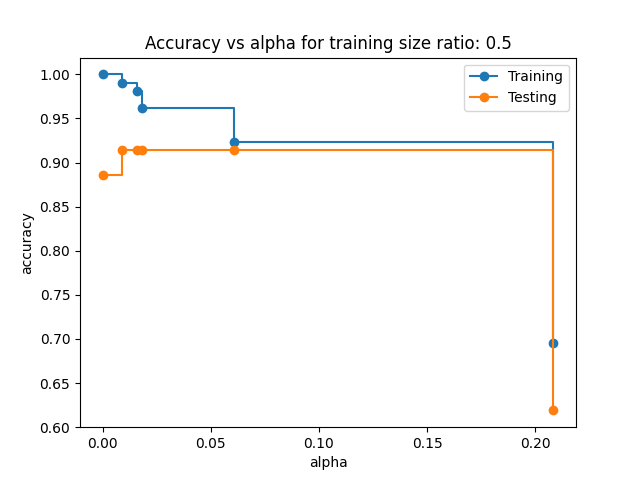 Accuracy vs alpha for training size ratio: 0.5
Training
Testing
accuracy
1.00
0.95
0.90
0.85
0.80
0.75
0.70
0.65
0.60
0.00 0.05 0.10 0.15 0.20
alpha